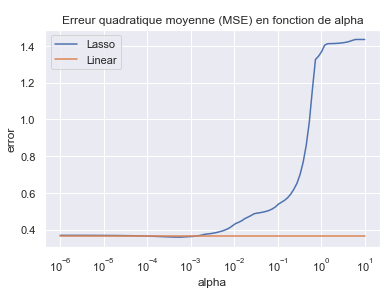 Erreur quadratique moyenne (MSE) en fonction de alpha
Lasso
Linear
error
1.4
1.2
1.0
0.8
0.6
0.4
10⁻⁶ 10⁻⁵ 10⁻⁴ 10⁻³ 10⁻² 10⁻¹ 10⁰ 10¹
alpha